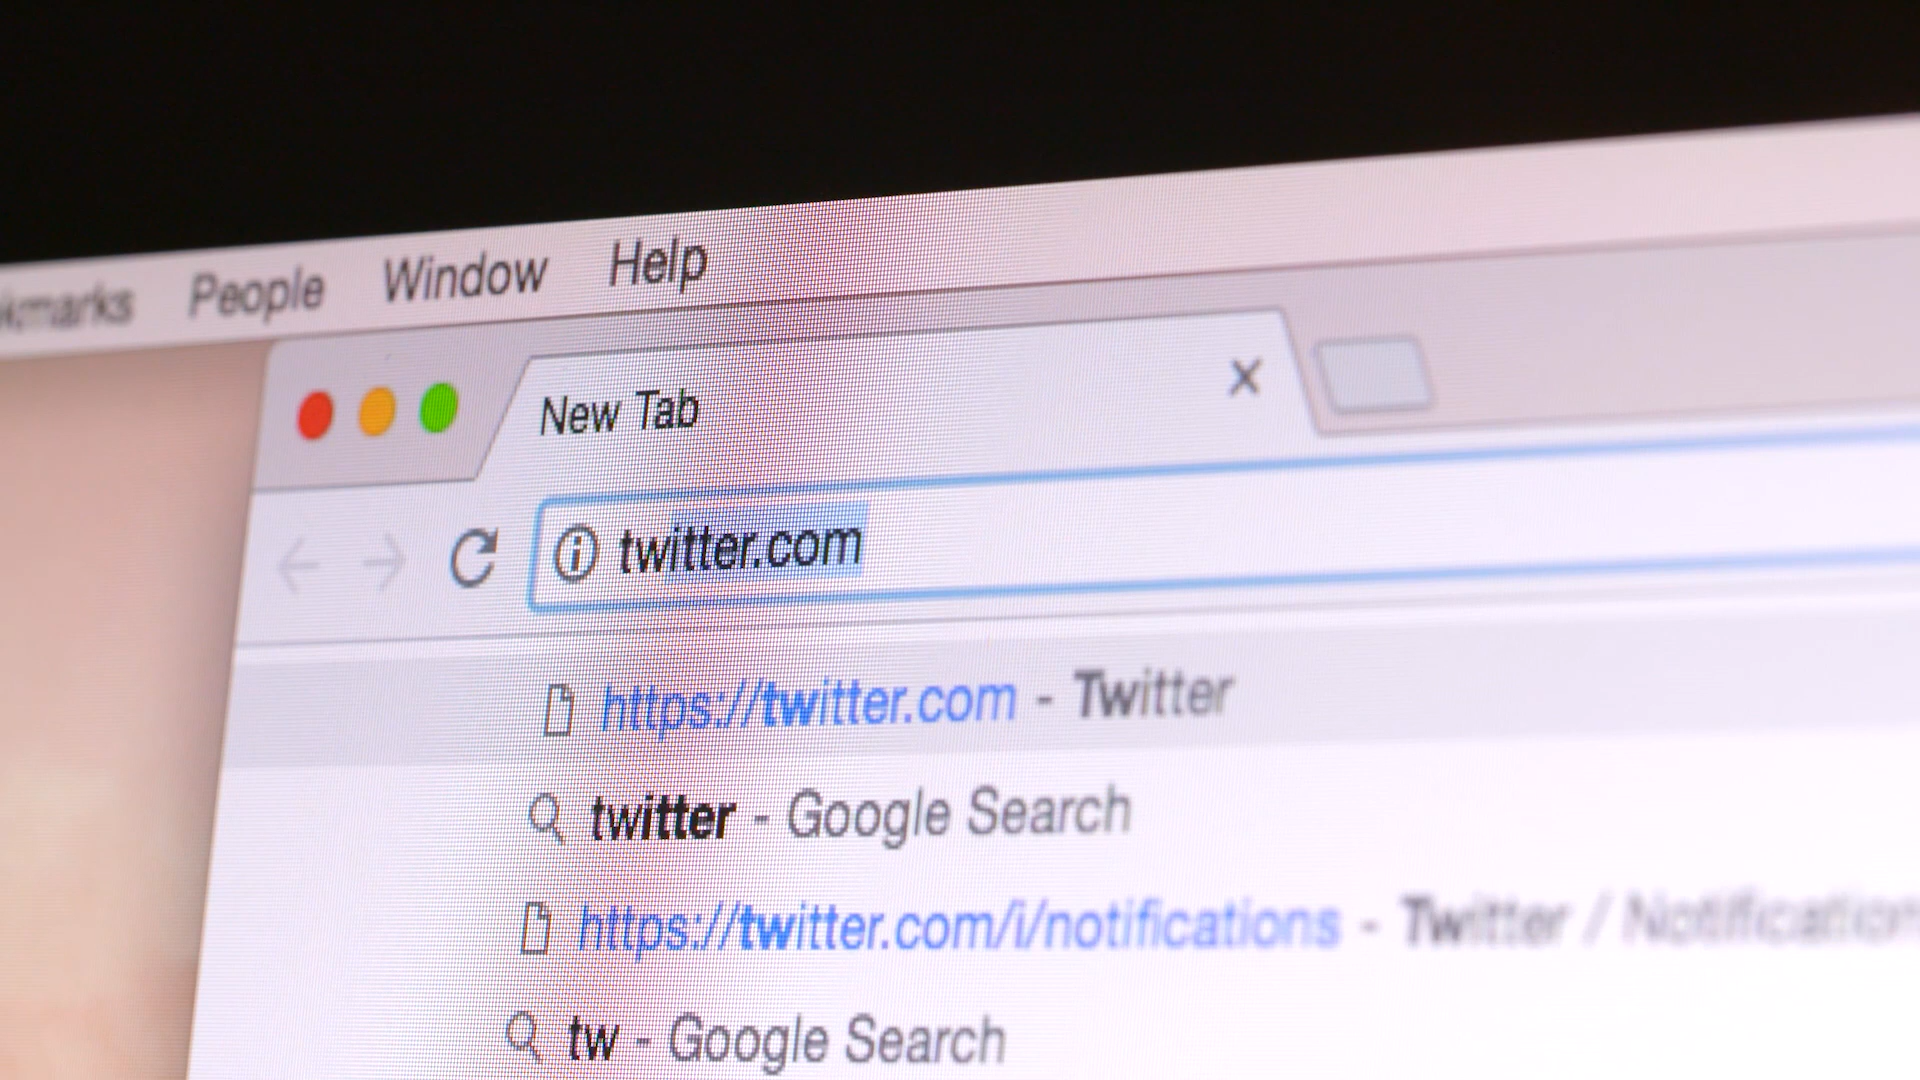 People Window Help
New Tab
twitter.com
https://twitter.com - Twitter
twitter - Google Search
https://twitter.com/i/notifications - Twitter /
tw - Google Search